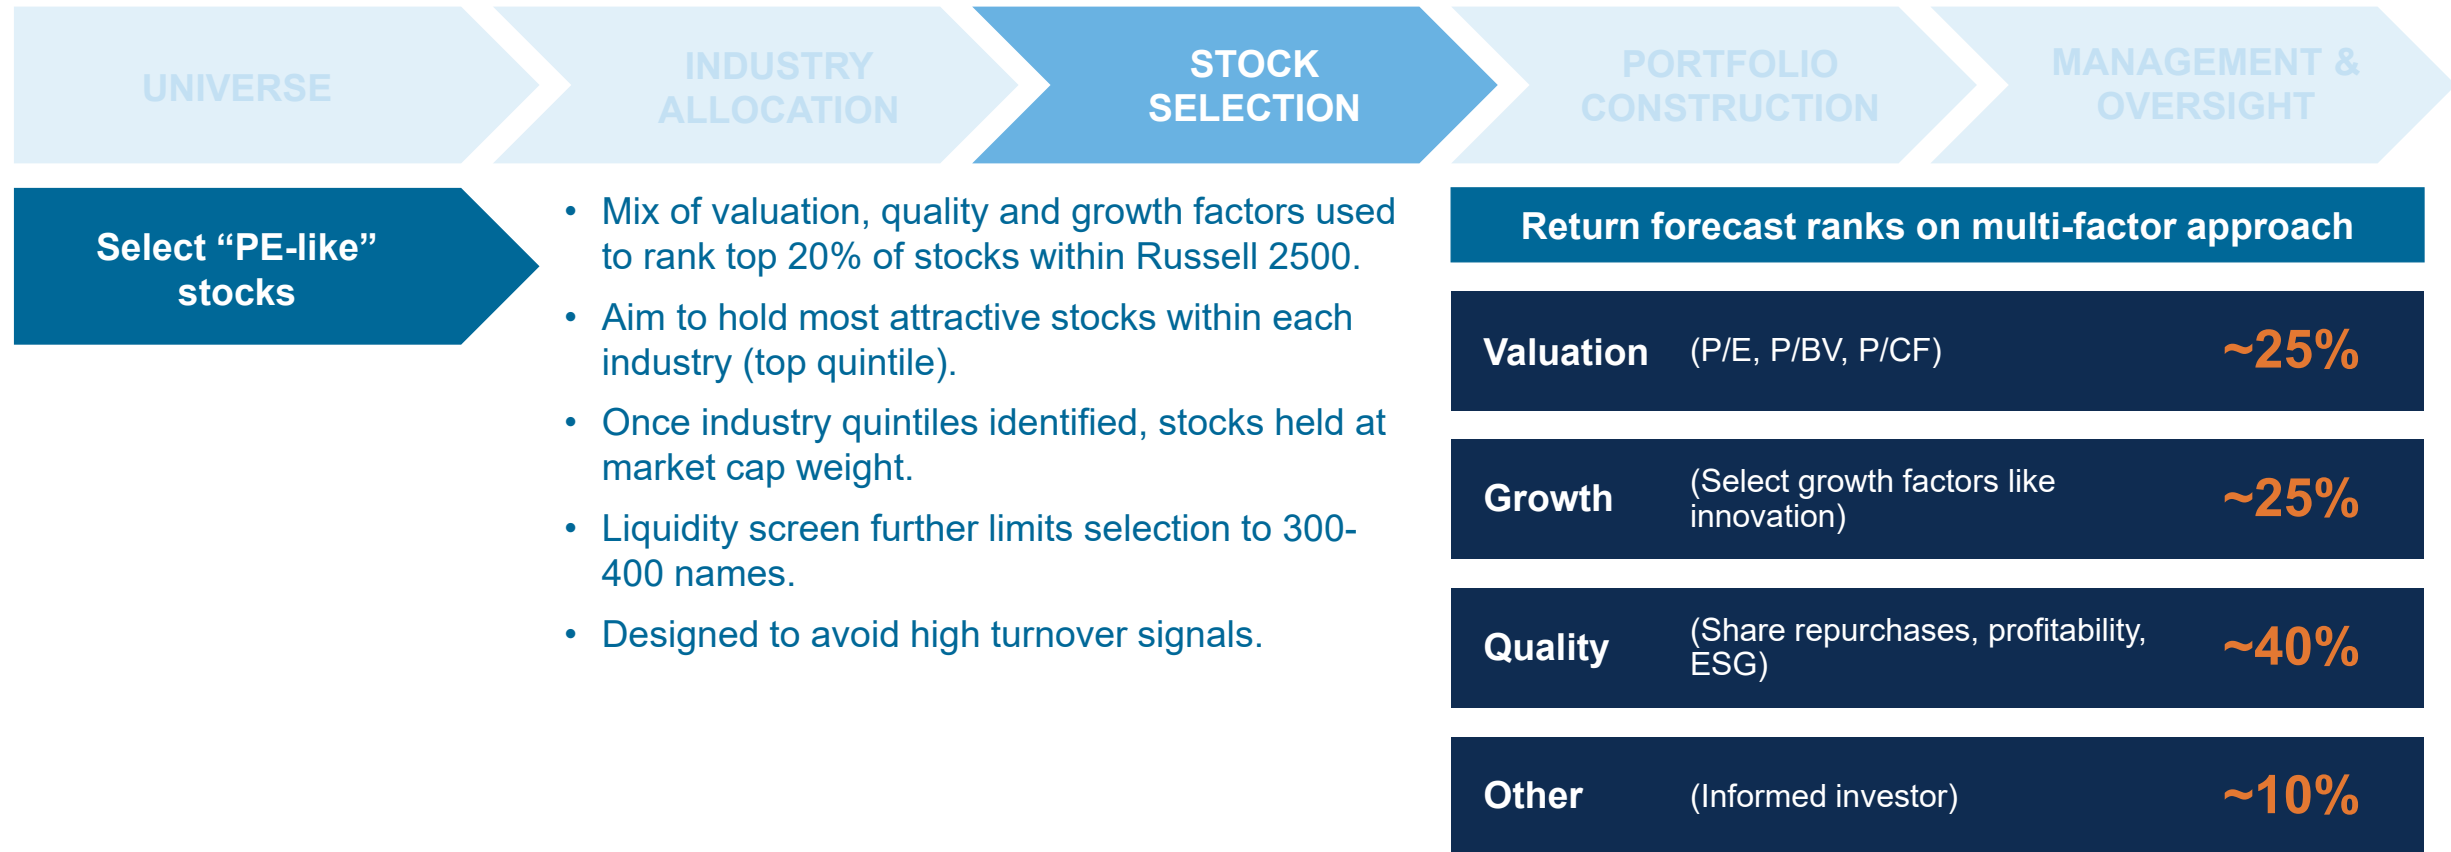 UNIVERSE
INDUSTRY
ALLOCATION
STOCK
SELECTION
PORTFOLIO
CONSTRUCTION
MANAGEMENT &
OVERSIGHT
Select “PE-like”
stocks
• Mix of valuation, quality and growth factors used
to rank top 20% of stocks within Russell 2500.
• Aim to hold most attractive stocks within each
industry (top quintile).
• Once industry quintiles identified, stocks held at
market cap weight.
• Liquidity screen further limits selection to 300-
400 names.
• Designed to avoid high turnover signals.
Return forecast ranks on multi-factor approach
Valuation (P/E, P/BV, P/CF) ~25%
Growth (Select growth factors like
innovation) ~25%
Quality (Share repurchases, profitability,
ESG) ~40%
Other (Informed investor) ~10%